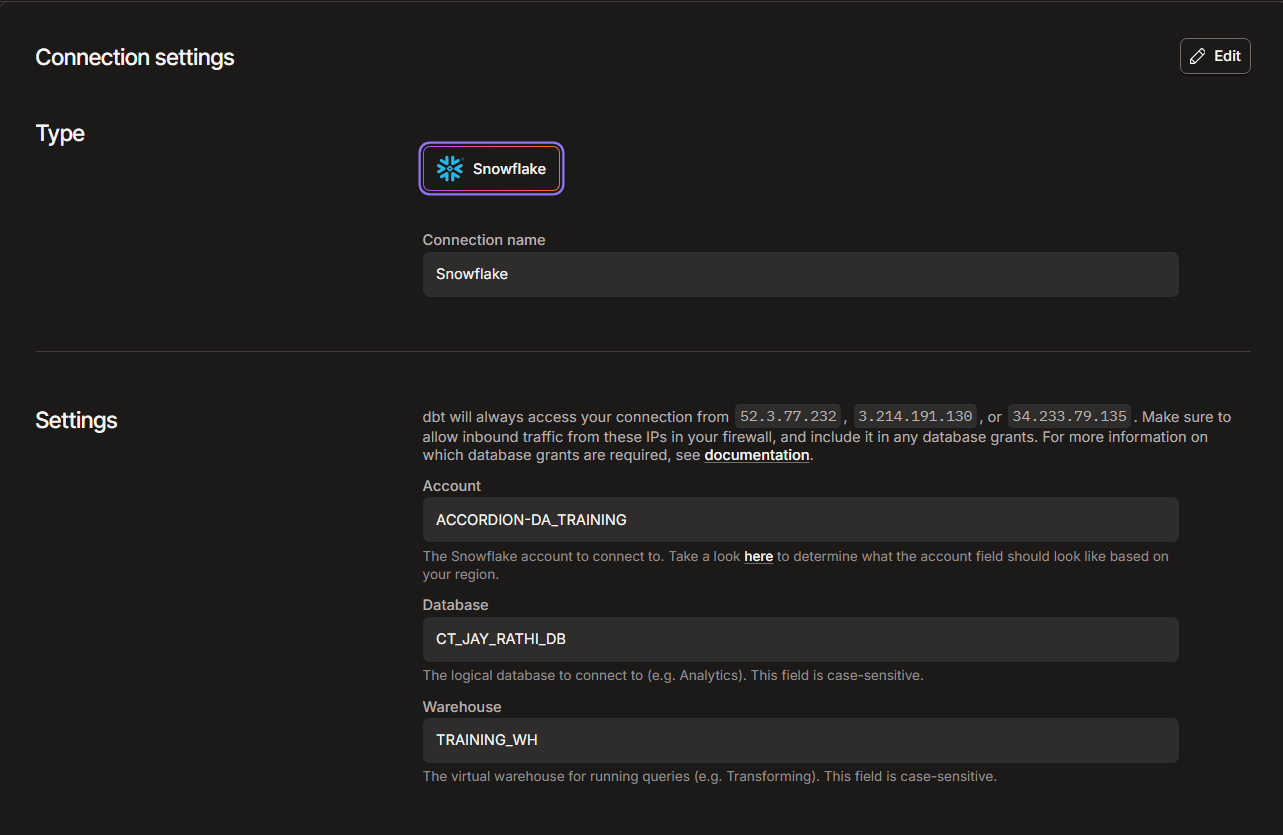 Connection settings
Edit
Type
Snowflake
Connection name
Snowflake
Settings
dbt will always access your connection from 52.3.77.232 , 3.214.191.130 , or 34.233.79.135 . Make sure to
allow inbound traffic from these IPs in your firewall, and include it in any database grants. For more information on
which database grants are required, see documentation.
Account
ACCORDION-DA_TRAINING
The Snowflake account to connect to. Take a look here to determine what the account field should look like based on
your region.
Database
CT_JAY_RATHI_DB
The logical database to connect to (e.g. Analytics). This field is case-sensitive.
Warehouse
TRAINING_WH
The virtual warehouse for running queries (e.g. Transforming). This field is case-sensitive.